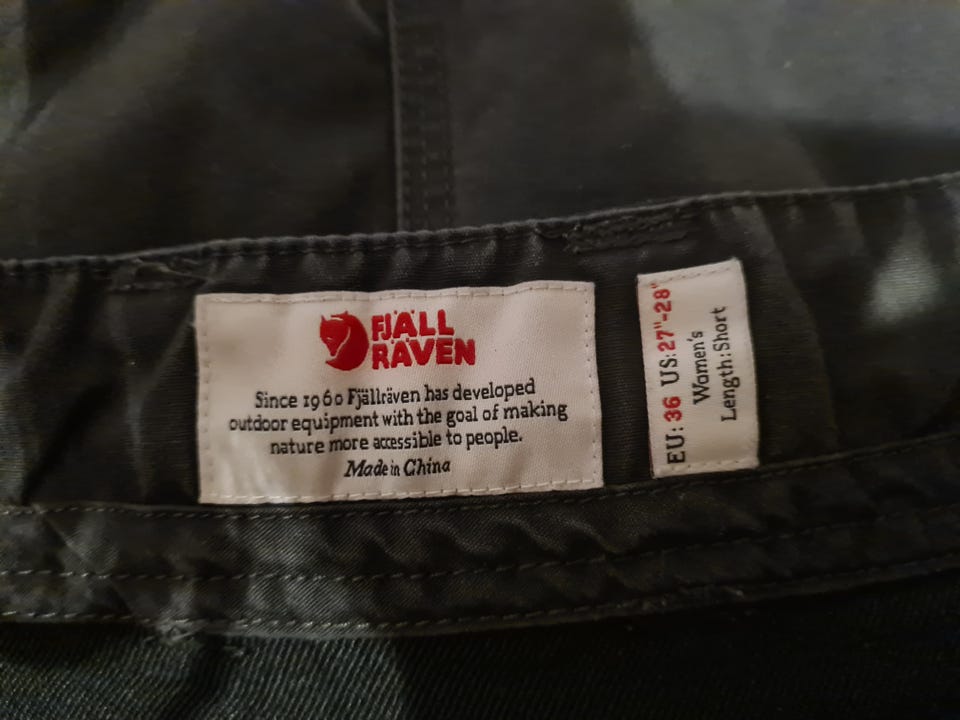 FJÄLL
RÄVEN
Since 1960 Fjällräven has developed
outdoor equipment with the goal of making
nature more accessible to people.
Made in China
EU: 36 US: 27"-28"
Women's
Length: Short